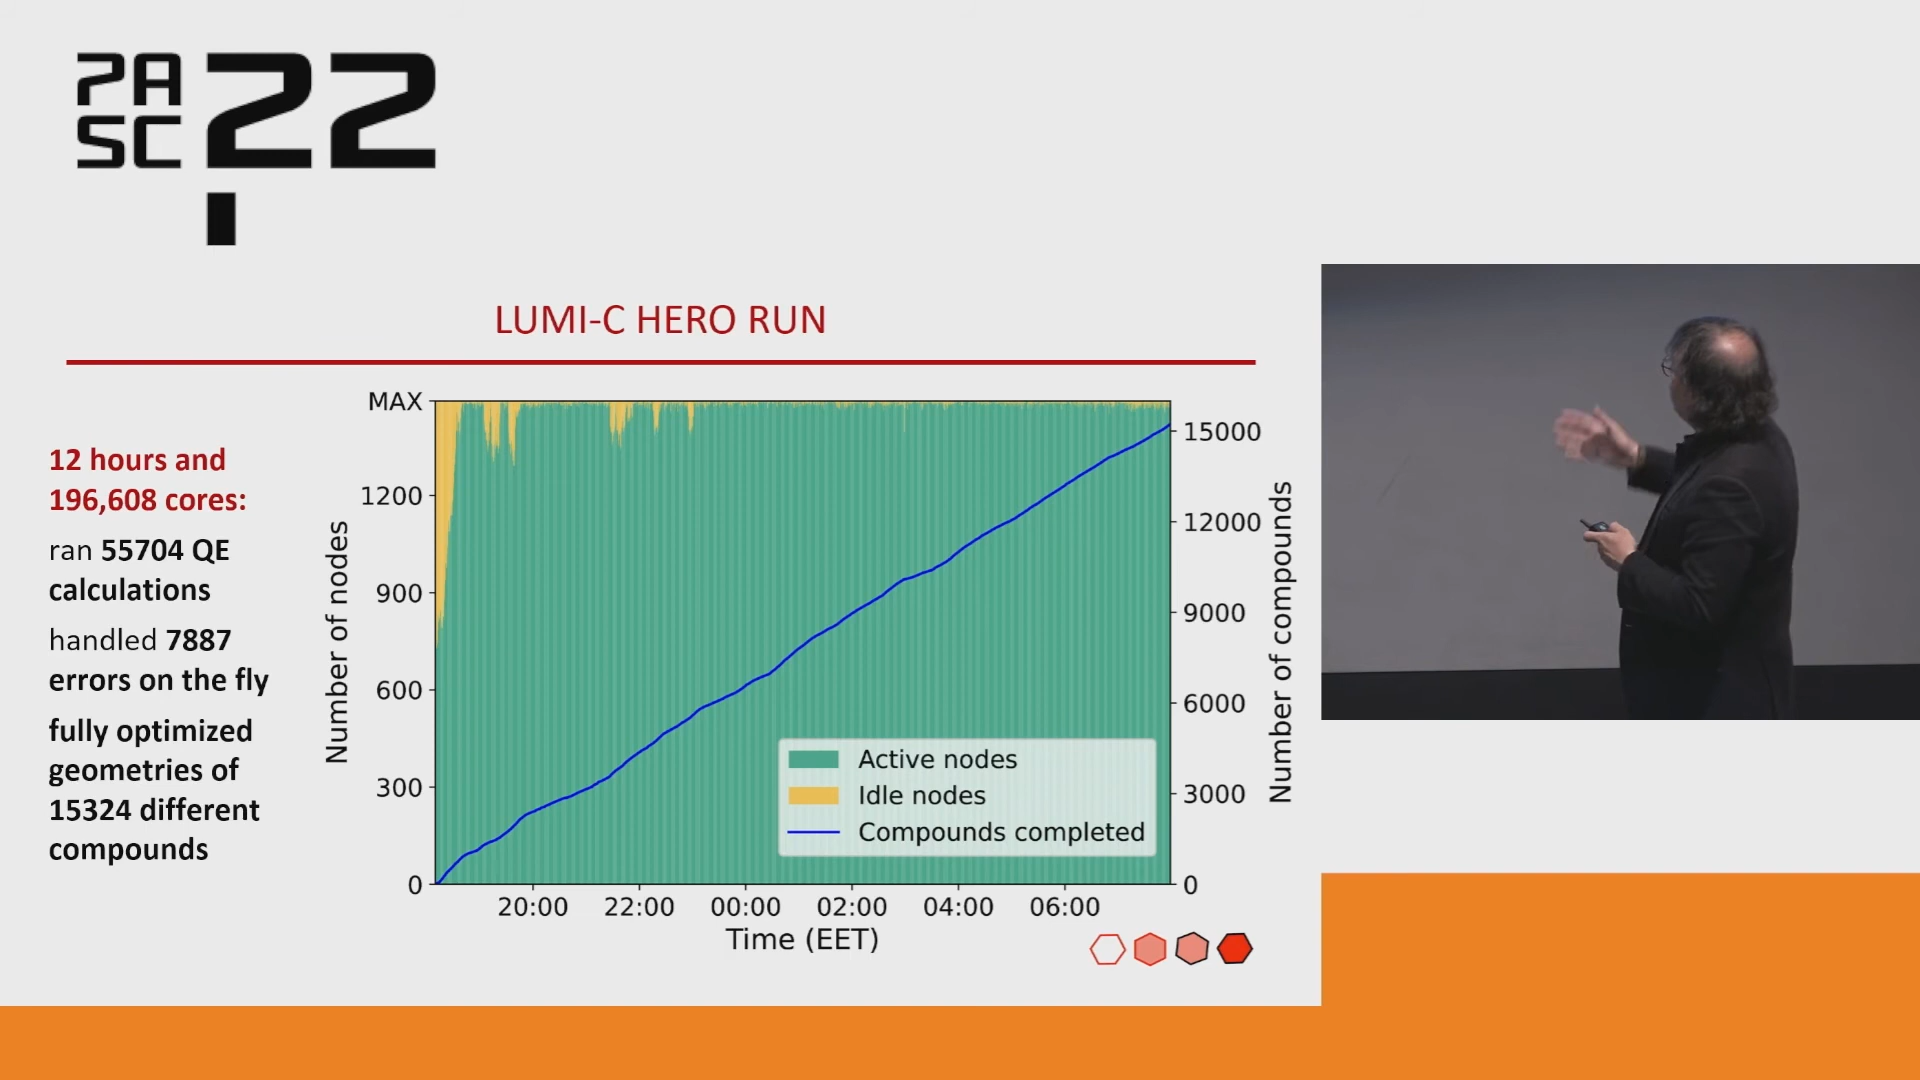 PA
SC 22
LUMI-C HERO RUN
12 hours and
196,608 cores:
ran 55704 QE
calculations
handled 7887
errors on the fly
fully optimized
geometries of
15324 different
compounds
Number of nodes
MAX
1200
900
600
300
0
15000
12000
9000
6000
3000
0
Number of compounds
Active nodes
Idle nodes
Compounds completed
20:00 22:00 00:00 02:00 04:00 06:00
Time (EET)